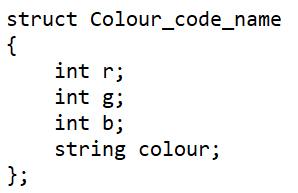 struct Colour_code_name
{
    int r;
    int g;
    int b;
    string colour;
};